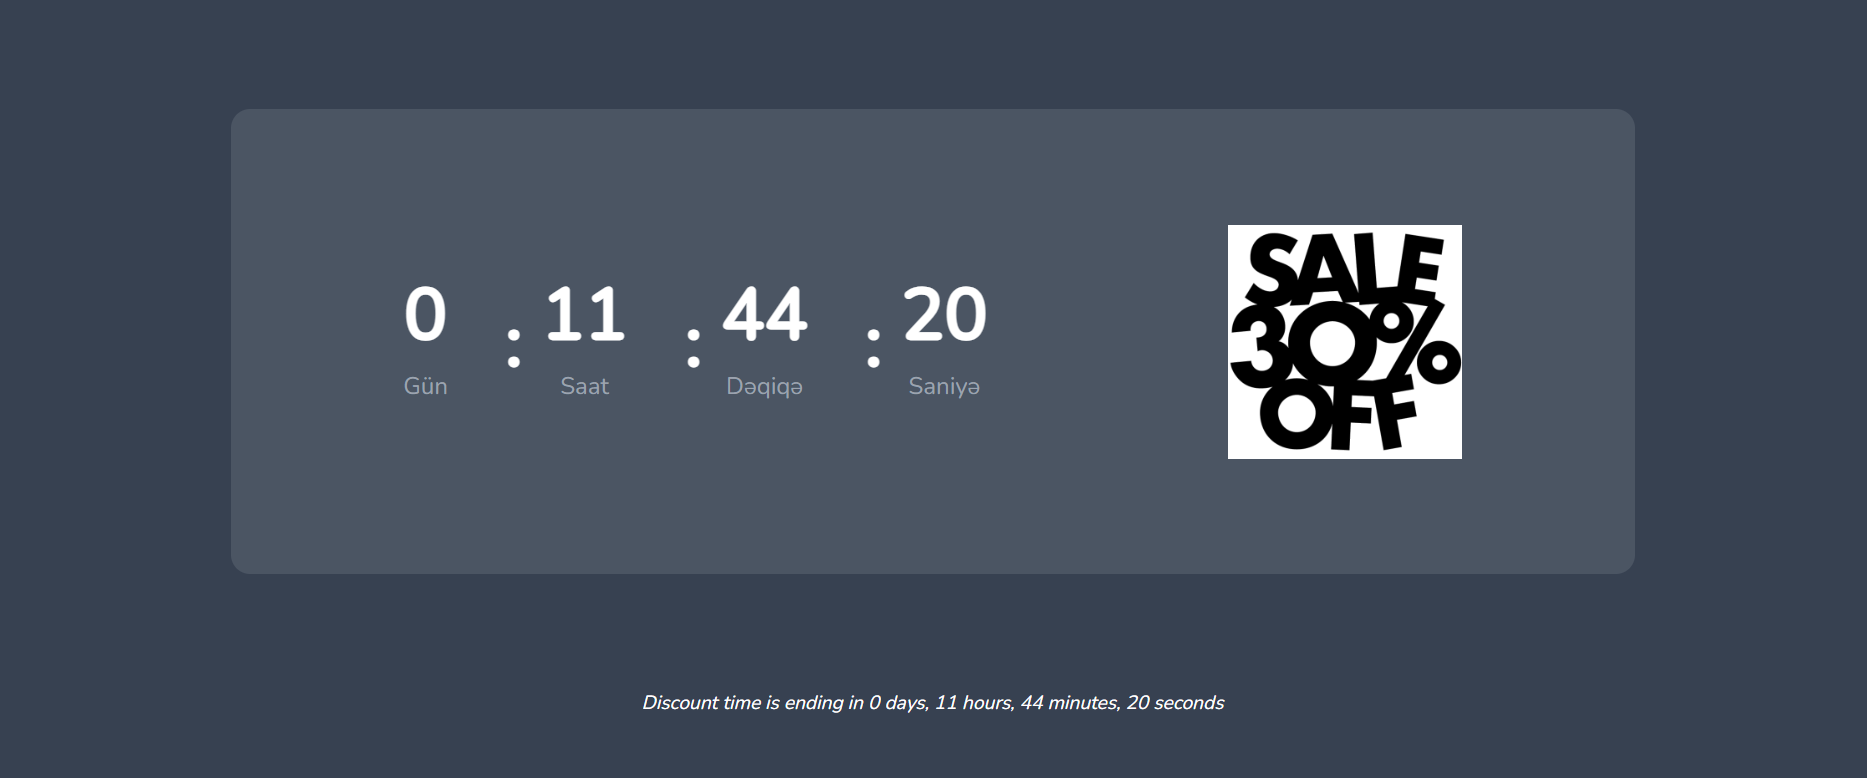 0 : 11 : 44 : 20
Gün Saat Dəqiqə Saniyə
SALE
30%
OFF
Discount time is ending in 0 days, 11 hours, 44 minutes, 20 seconds